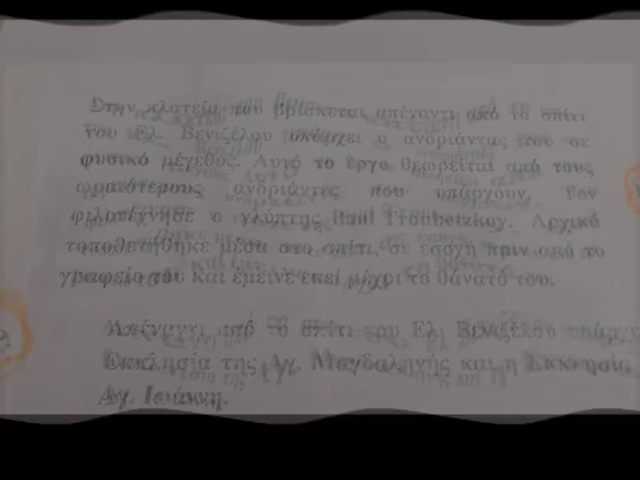 Στην πλατεία που βρίσκεται απέναντι από το σπίτι
του Ελ. Βενιζέλου υπάρχει ο ανδριάντας του σε
φυσικό μέγεθος. Αυτό το έργο θεωρείται από τους
ωραιότερους ανδριάντες που υπάρχουν. Τον
φιλοτέχνησε ο γλύπτης Raul Troubetzkoy. Αρχικά
τοποθετήθηκε μέσα στο σπίτι, σε εσοχή πριν από το
γραφείο του και έμεινε εκεί μέχρι το θάνατό του.
Απέναντι από το σπίτι του Ελ. Βενιζέλου υπάρχ
Εκκλησία της Αγ. Μαγδαληνής και η Εκκλησία
Αγ. Ιωάννη.